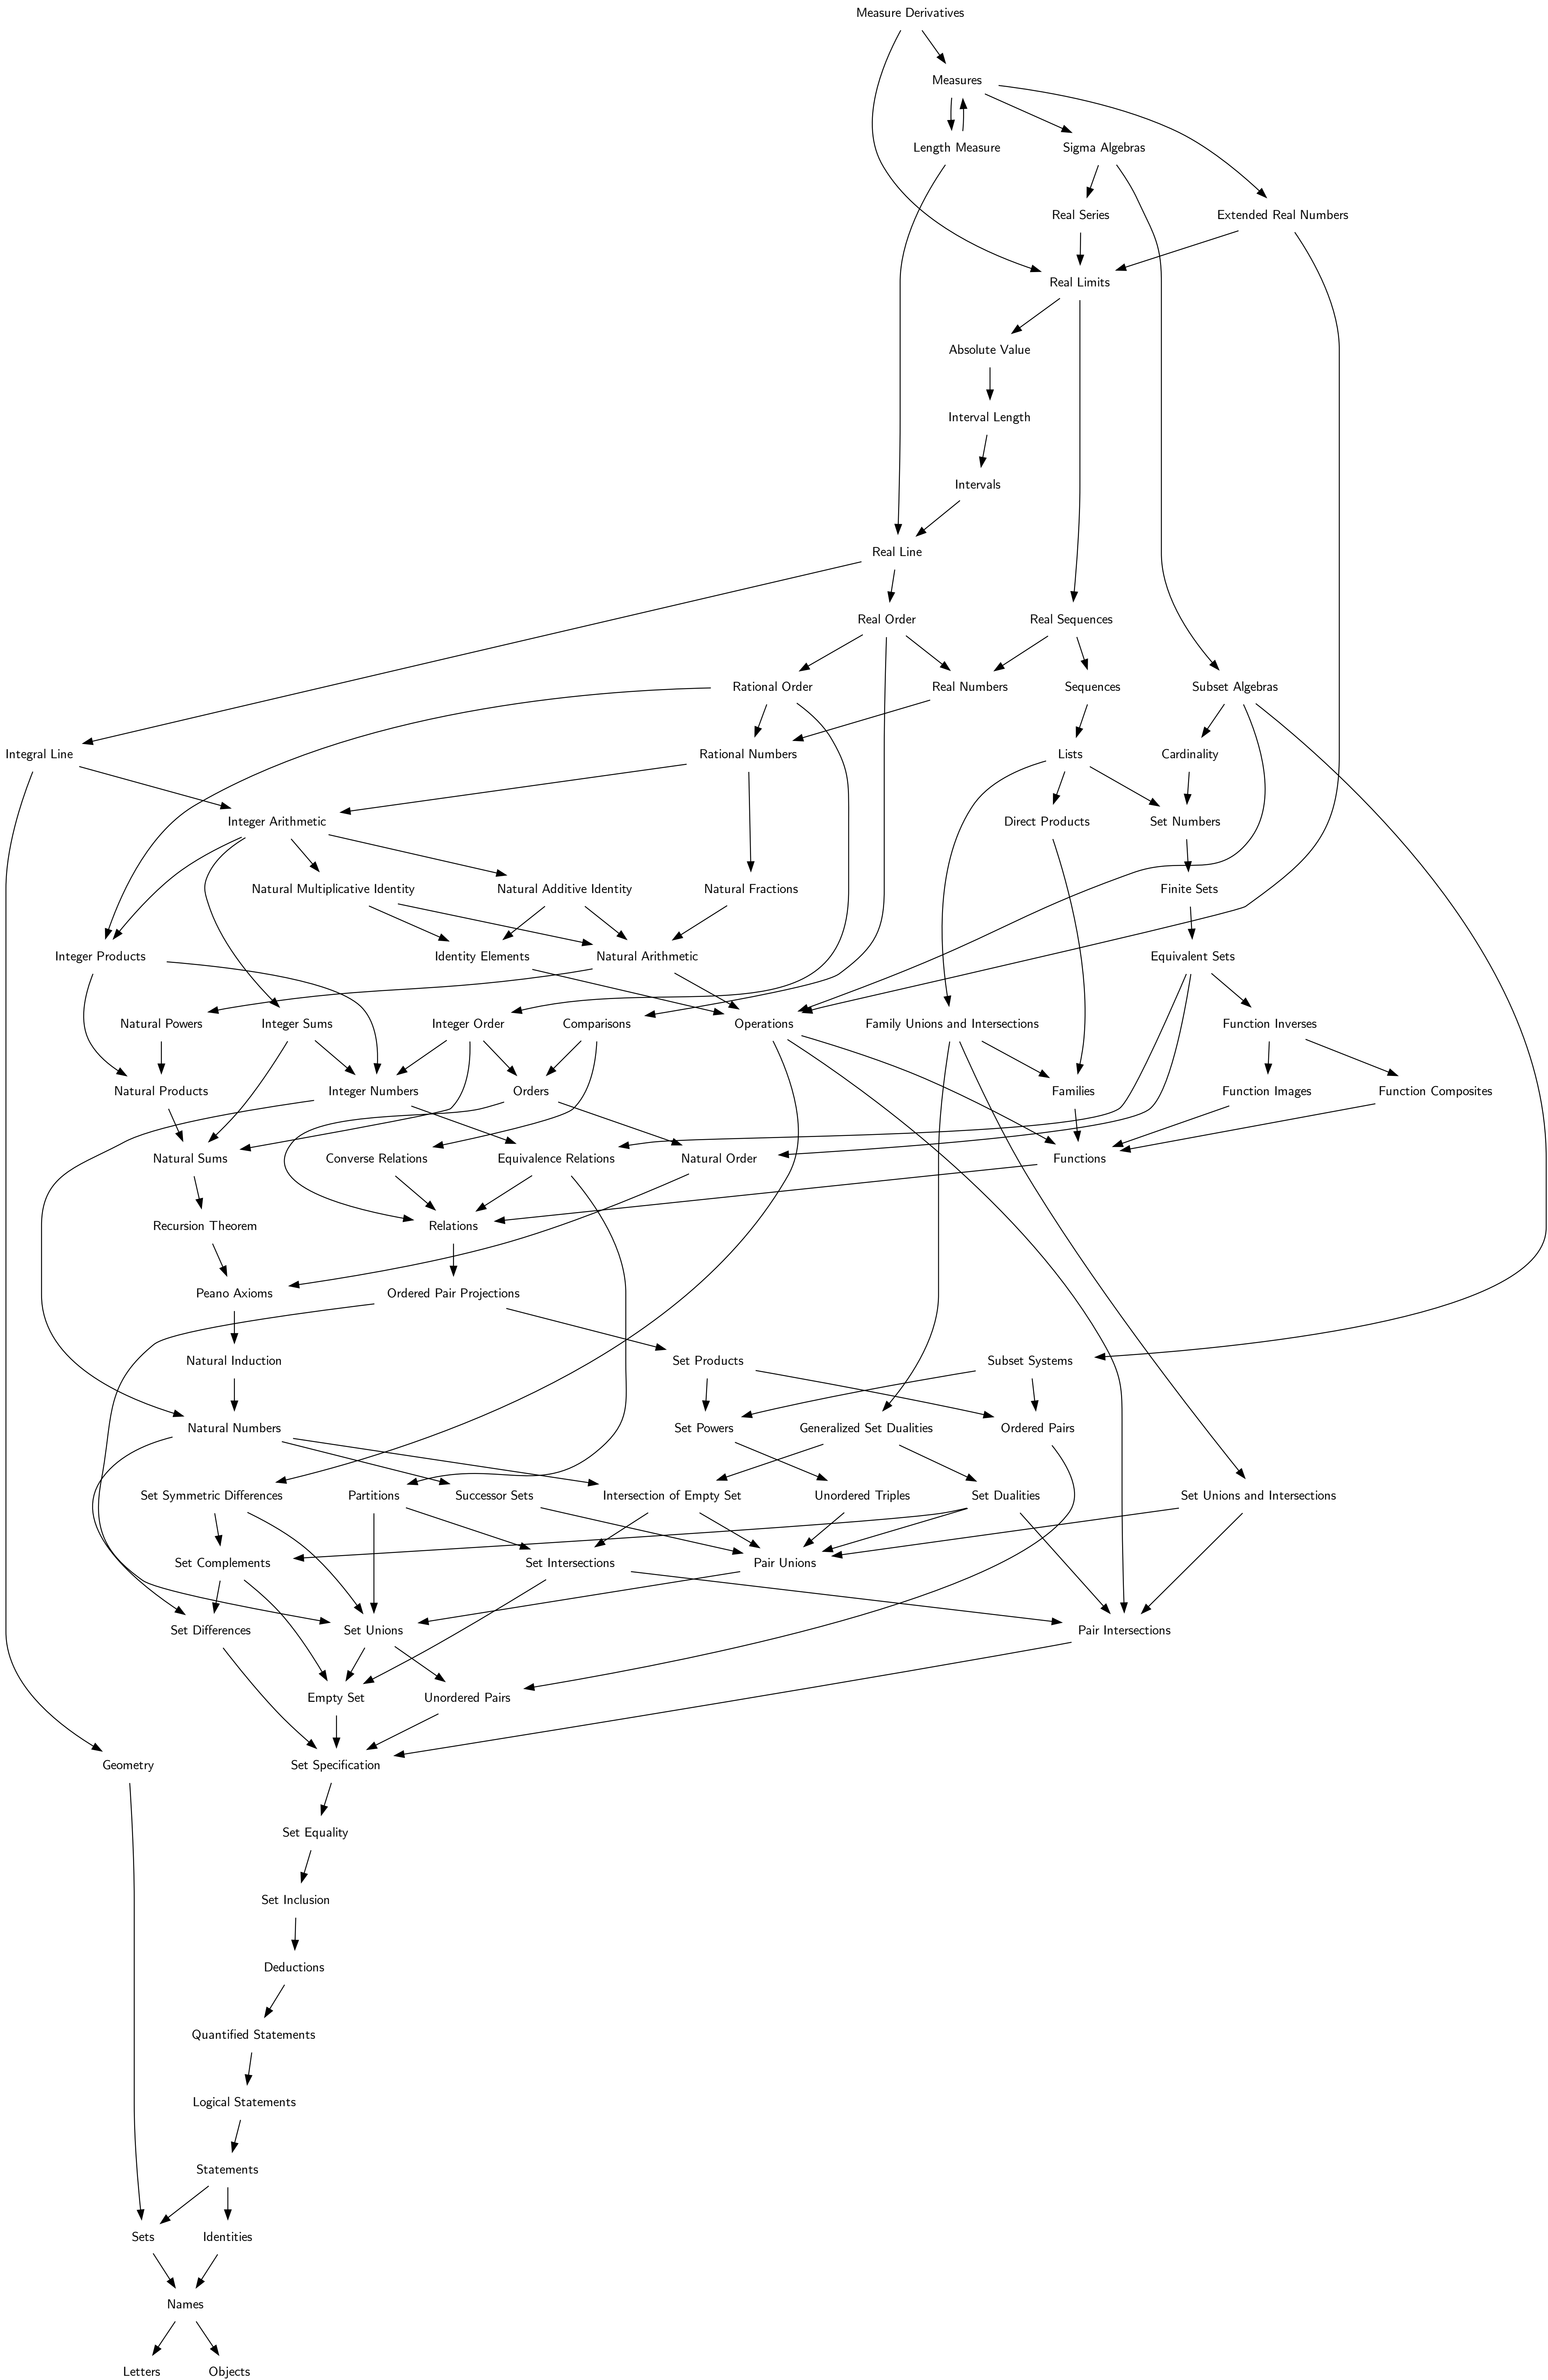 Measure Derivatives
Measures
Length Measure
Sigma Algebras
Real Series
Extended Real Numbers
Real Limits
Absolute Value
Interval Length
Intervals
Real Line
Real Order
Real Sequences
Rational Order
Real Numbers
Sequences
Subset Algebras
Integral Line
Rational Numbers
Lists
Cardinality
Integer Arithmetic
Direct Products
Set Numbers
Natural Multiplicative Identity
Natural Additive Identity
Natural Fractions
Finite Sets
Integer Products
Identity Elements
Natural Arithmetic
Equivalent Sets
Natural Powers
Integer Sums
Integer Order
Comparisons
Operations
Family Unions and Intersections
Function Inverses
Natural Products
Integer Numbers
Orders
Families
Function Images
Function Composites
Natural Sums
Converse Relations
Equivalence Relations
Natural Order
Functions
Recursion Theorem
Relations
Peano Axioms
Ordered Pair Projections
Natural Induction
Set Products
Subset Systems
Natural Numbers
Set Powers
Generalized Set Dualities
Ordered Pairs
Set Symmetric Differences
Partitions
Successor Sets
Intersection of Empty Set
Unordered Triples
Set Dualities
Set Unions and Intersections
Set Complements
Set Intersections
Pair Unions
Set Differences
Set Unions
Pair Intersections
Empty Set
Unordered Pairs
Geometry
Set Specification
Set Equality
Set Inclusion
Deductions
Quantified Statements
Logical Statements
Statements
Sets
Identities
Names
Letters
Objects